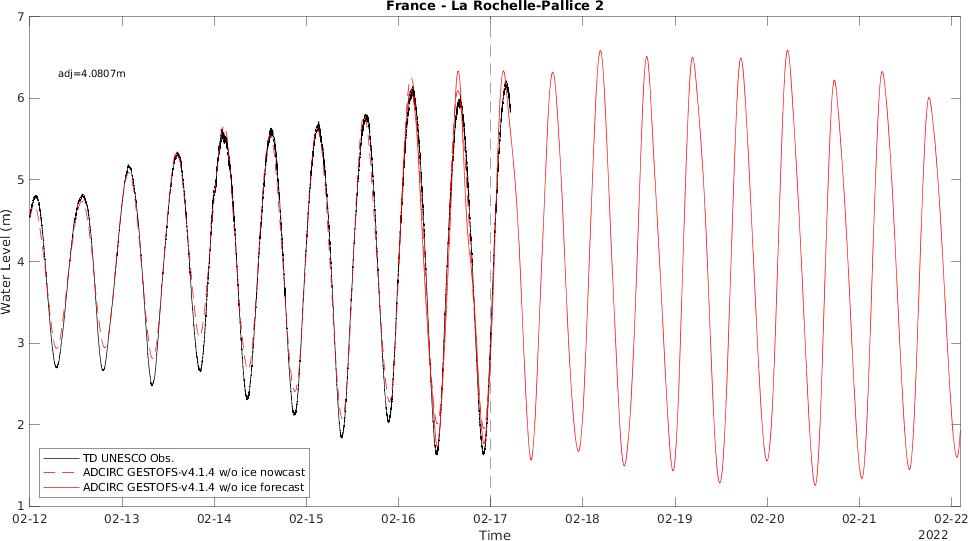 France - La Rochelle-Pallice 2
adj=4.0807m
7
6
5
4
3
2
1
Water Level (m)
TD UNESCO Obs.
ADCIRC GESTOFS-v4.1.4 w/o ice nowcast
ADCIRC GESTOFS-v4.1.4 w/o ice forecast
02-12 02-13 02-14 02-15 02-16 02-17 02-18 02-19 02-20 02-21 02-22
Time
2022